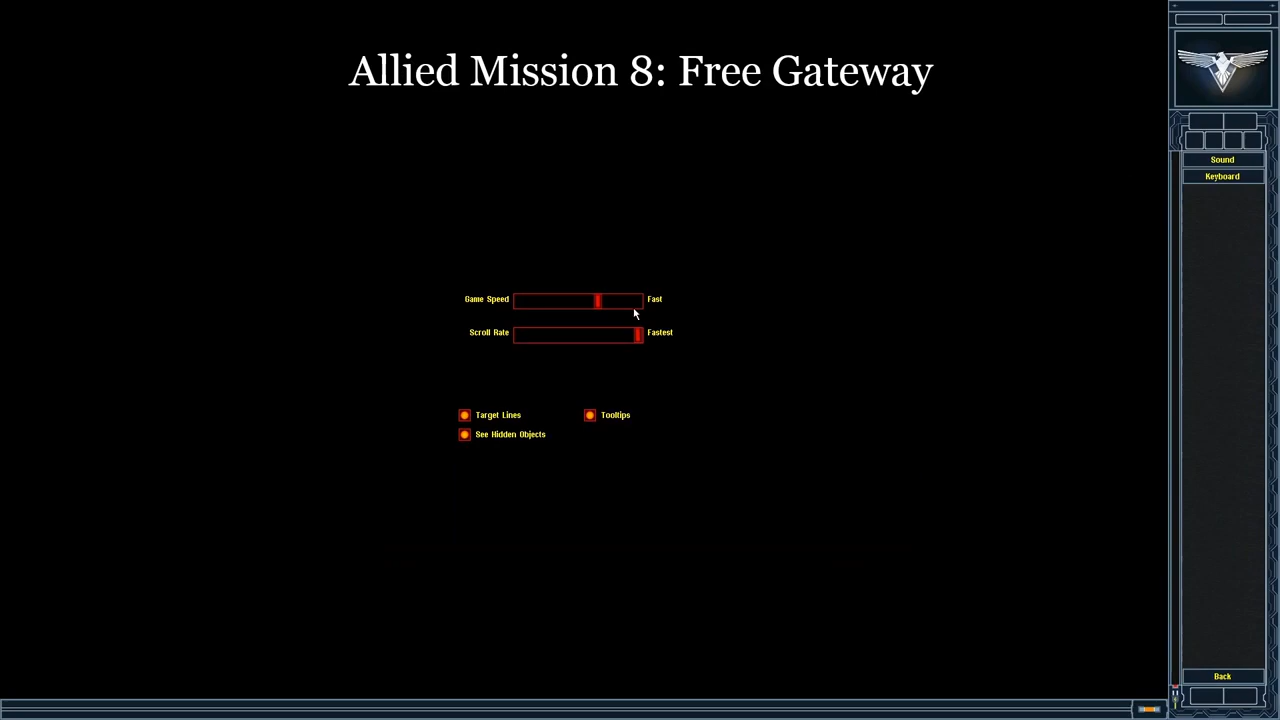 Allied Mission 8: Free Gateway
Sound
Keyboard
Game Speed Fast
Scroll Rate Fastest
Target Lines Tooltips
See Hidden Objects
Back